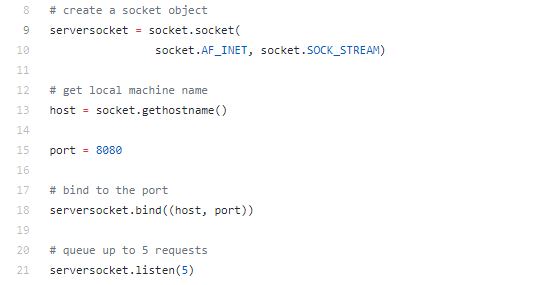 8 # create a socket object
9 serversocket = socket.socket(
10 socket.AF_INET, socket.SOCK_STREAM)
11
12 # get local machine name
13 host = socket.gethostname()
14
15 port = 8080
16
17 # bind to the port
18 serversocket.bind((host, port))
19
20 # queue up to 5 requests
21 serversocket.listen(5)